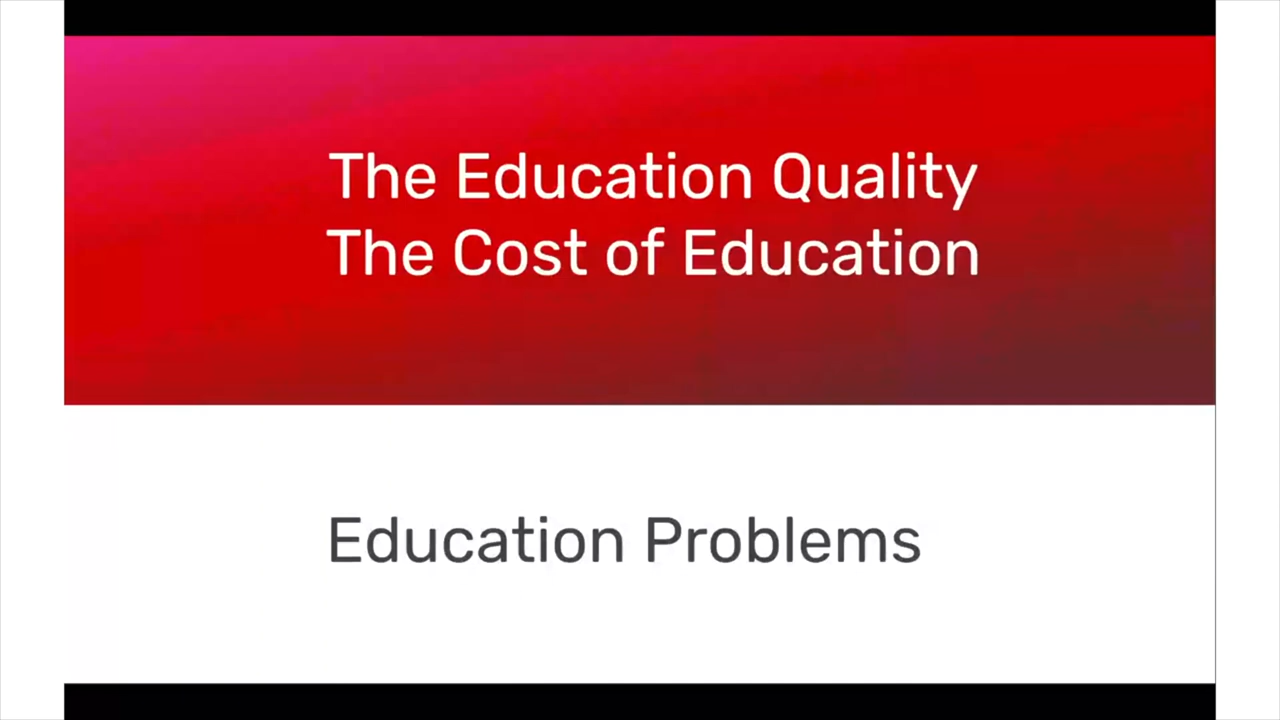 The Education Quality
The Cost of Education
Education Problems